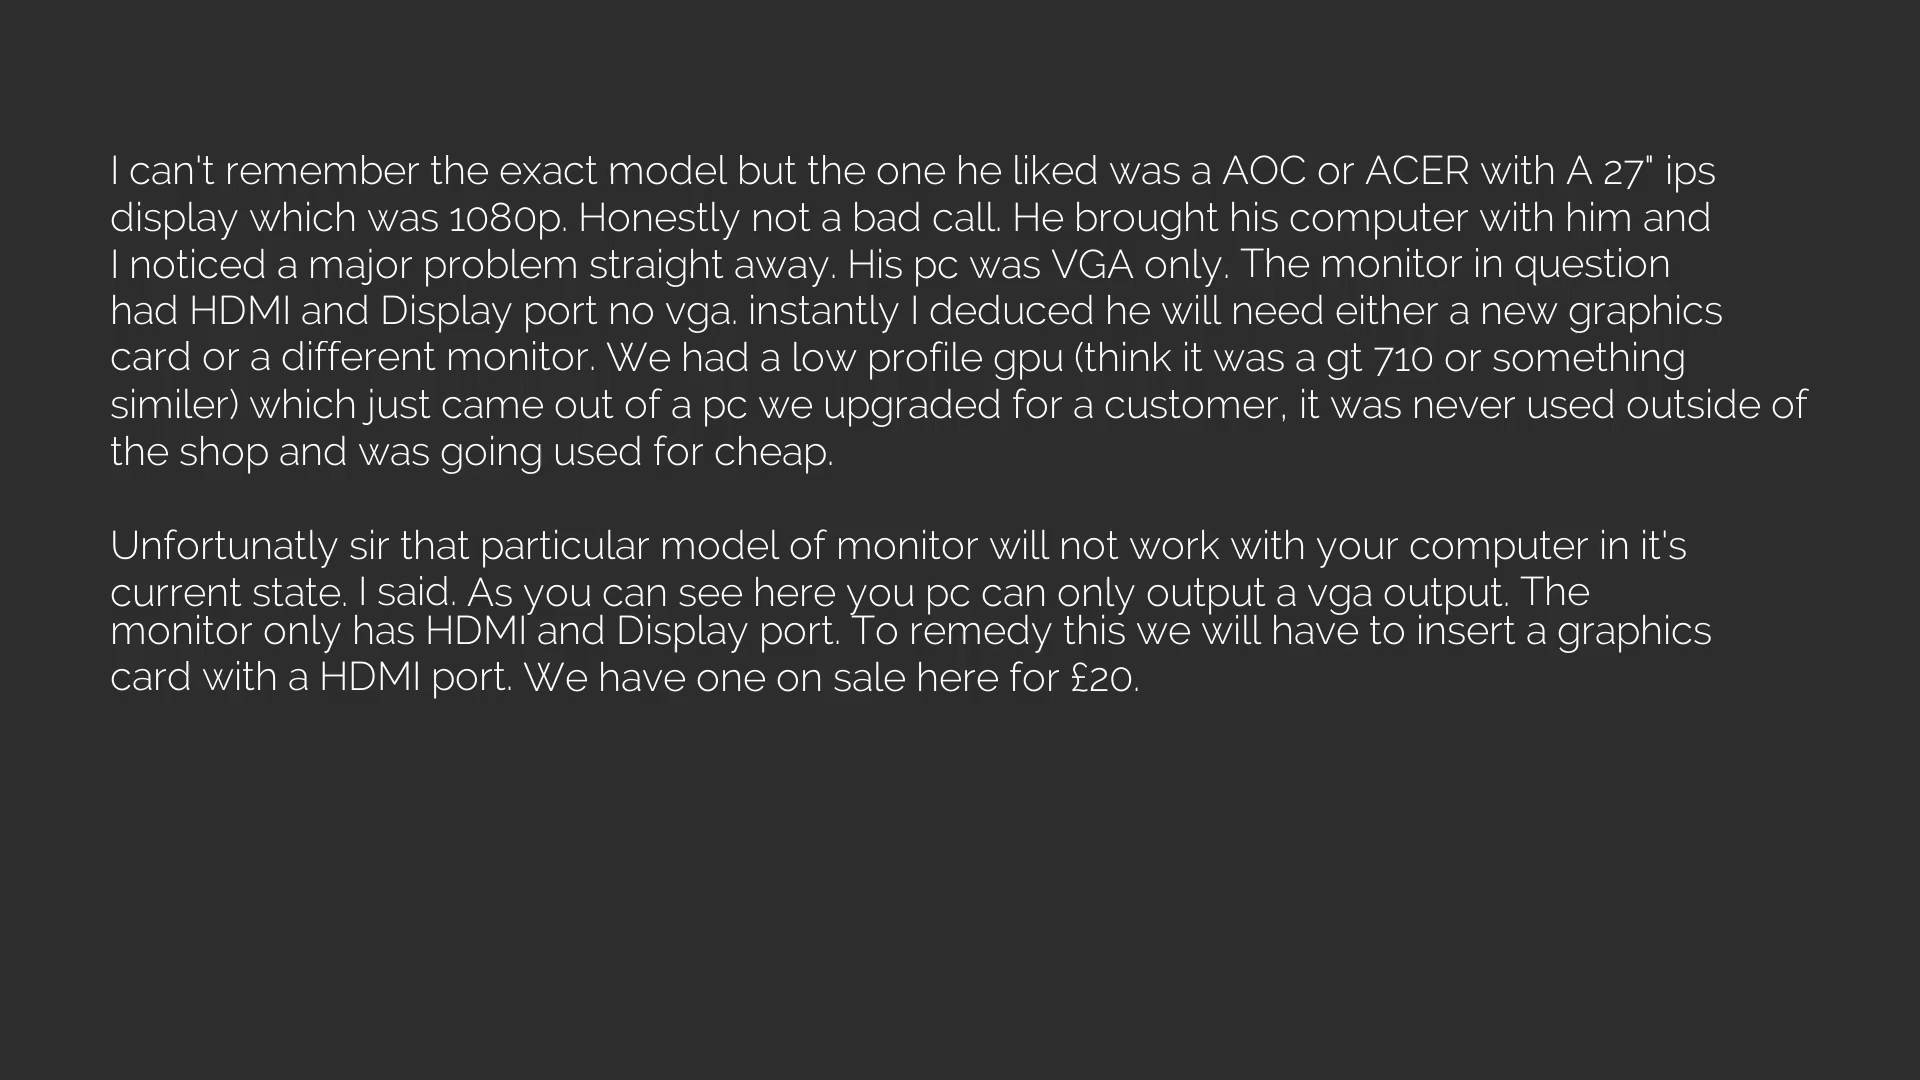 I can't remember the exact model but the one he liked was a AOC or ACER with A 27" ips
display which was 1080p. Honestly not a bad call. He brought his computer with him and
I noticed a major problem straight away. His pc was VGA only. The monitor in question
had HDMI and Display port no vga. instantly I deduced he will need either a new graphics
card or a different monitor. We had a low profile gpu (think it was a gt 710 or something
similer) which just came out of a pc we upgraded for a customer, it was never used outside of
the shop and was going used for cheap.
Unfortunatly sir that particular model of monitor will not work with your computer in it's
current state. I said. As you can see here you pc can only output a vga output. The
monitor only has HDMI and Display port. To remedy this we will have to insert a graphics
card with a HDMI port. We have one on sale here for £20.